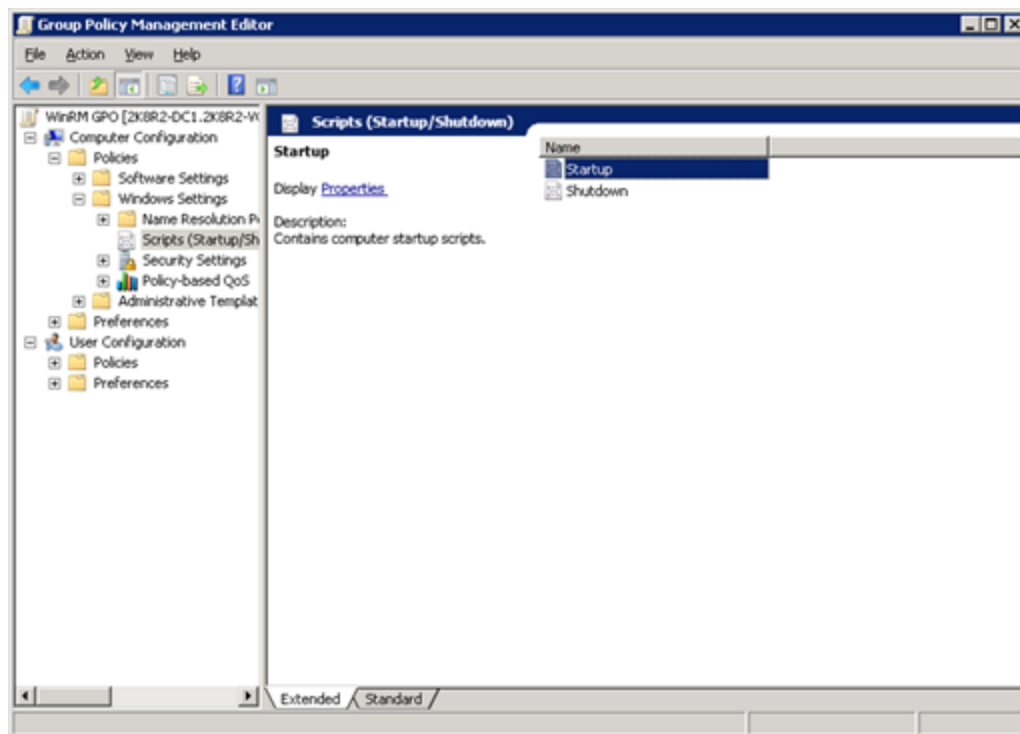 Group Policy Management Editor
File Action View Help
WinRM GPO [2K8R2-DC1.2K8R2-V
Computer Configuration
Policies
Software Settings
Windows Settings
Name Resolution P
Scripts (Startup/Sh
Security Settings
Policy-based QoS
Administrative Templat
Preferences
User Configuration
Policies
Preferences
Scripts (Startup/Shutdown)
Startup
Display Properties
Description:
Contains computer startup scripts.
Name
Startup
Shutdown
Extended Standard